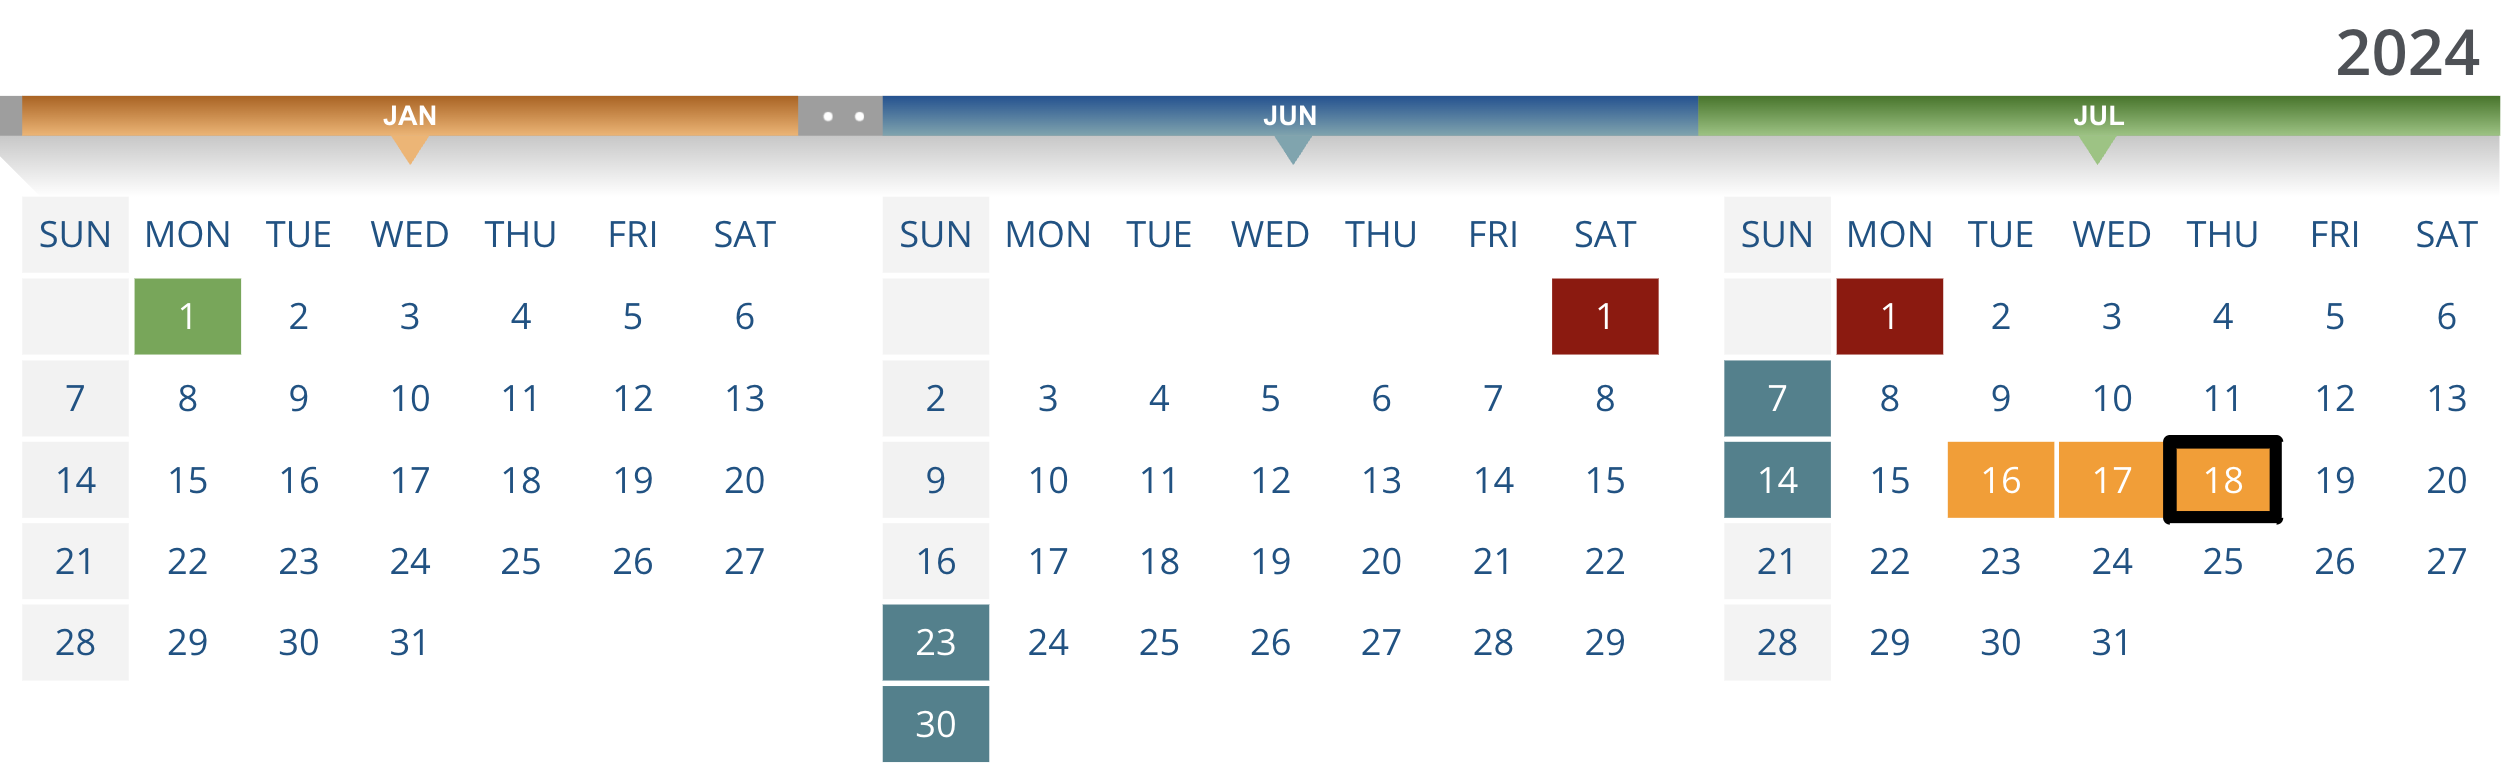 2024
JAN JUN JUL
SUN MON TUE WED THU FRI SAT SUN MON TUE WED THU FRI SAT SUN MON TUE WED THU FRI SAT
1 2 3 4 5 6 1 1 2 3 4 5 6
7 8 9 10 11 12 13 2 3 4 5 6 7 8 7 8 9 10 11 12 13
14 15 16 17 18 19 20 9 10 11 12 13 14 15 14 15 16 17 18 19 20
21 22 23 24 25 26 27 16 17 18 19 20 21 22 21 22 23 24 25 26 27
28 29 30 31 23 24 25 26 27 28 29 28 29 30 31
30